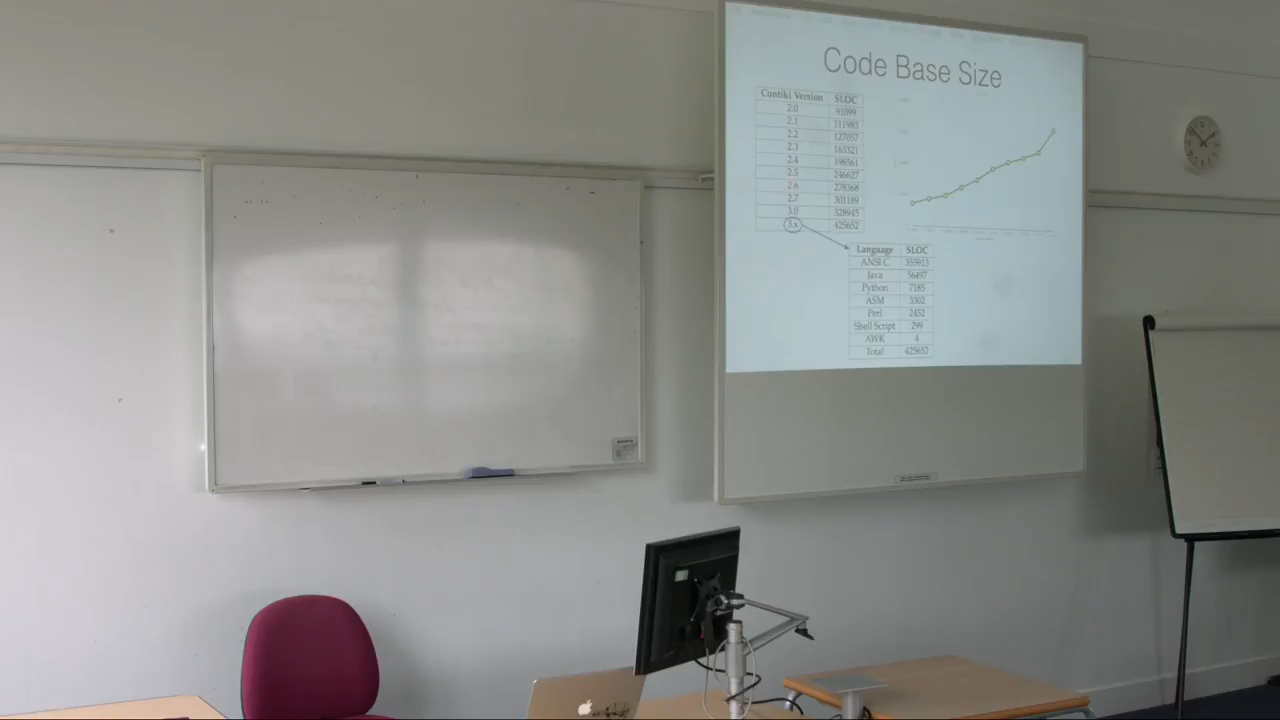 Code Base Size
Contiki Version SLOC
2.0 91099
2.1 111983
2.2 127057
2.3 163321
2.4 198561
2.5 246627
2.6 278368
2.7 301189
3.0 328945
3.x 425652
Language SLOC
ANSI C 355913
Java 56497
Python 7185
ASM 3302
Perl 2452
Shell Script 299
AWK 4
Total 425652